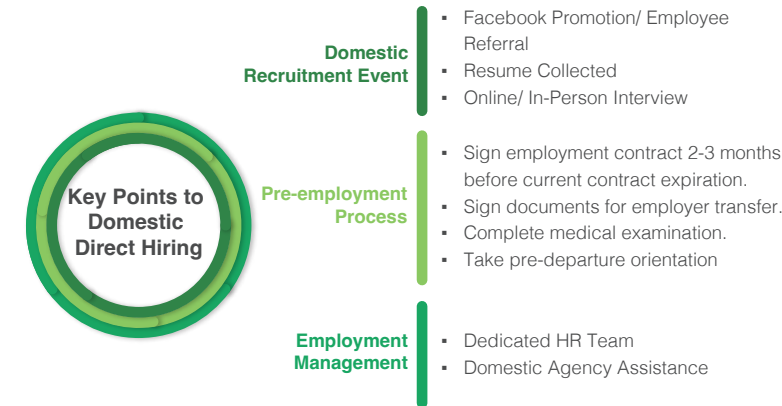 Key Points to
Domestic
Direct Hiring
Domestic
Recruitment Event
▪ Facebook Promotion/ Employee
Referral
▪ Resume Collected
▪ Online/ In-Person Interview
Pre-employment
Process
▪ Sign employment contract 2-3 months
before current contract expiration.
▪ Sign documents for employer transfer.
▪ Complete medical examination.
▪ Take pre-departure orientation
Employment
Management
▪ Dedicated HR Team
▪ Domestic Agency Assistance